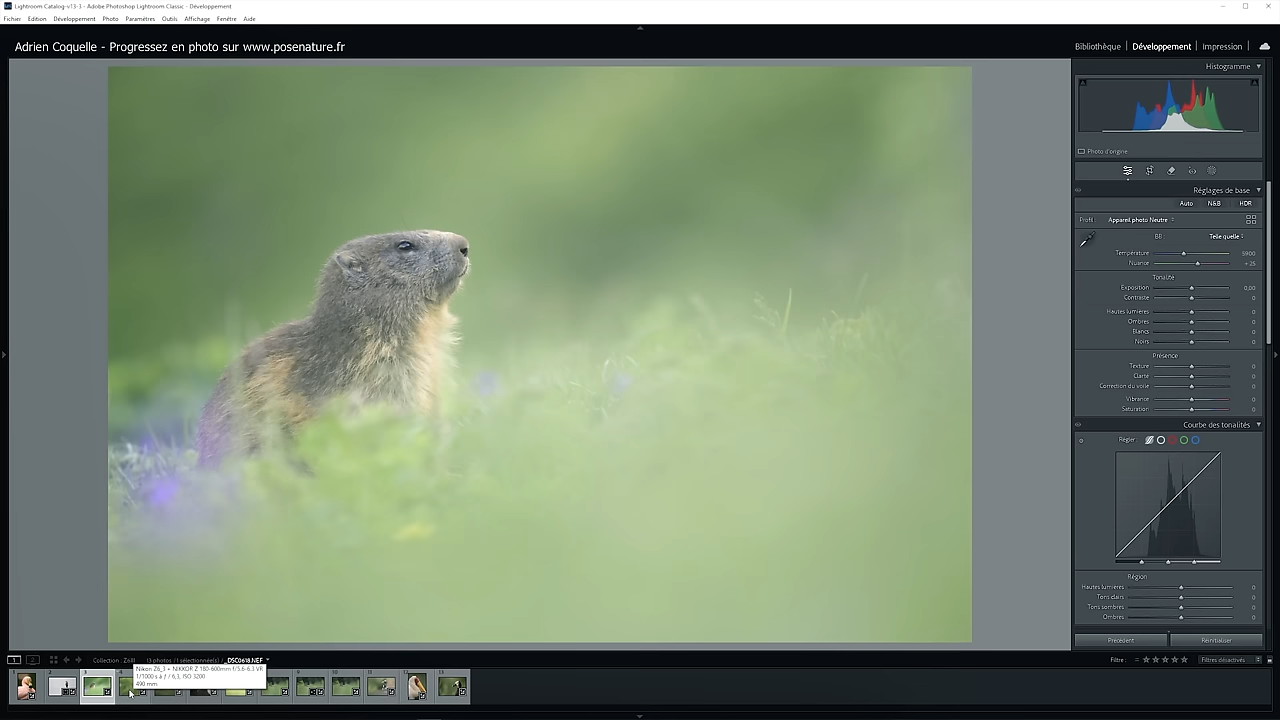 Lightroom Catalog-v13-3 - Adobe Photoshop Lightroom Classic - Développement
Fichier Edition Développement Photo Paramètres Outils Affichage Fenêtre Aide
Adrien Coquelle - Progressez en photo sur www.posenature.fr
Bibliothèque | Développement | Impression |
Histogramme
Photo d'origine
Réglages de base
Auto N&B HDR
Profil : Appareil photo Neutre
BB : Telle quelle
Température 5900
Nuance + 25
Tonalité
Exposition 0,00
Contraste 0
Hautes lumières 0
Ombres 0
Blancs 0
Noirs 0
Présence
Texture 0
Clarté 0
Correction du voile 0
Vibrance 0
Saturation 0
Courbe des tonalités
Régler :
Région
Hautes lumières 0
Tons clairs 0
Tons sombres 0
Ombres 0
Précédent Réinitialiser
1 2 Collection : Z6III 13 photos / 1 sélectionnée(s) / _DSC0618.NEF
Filtre : Filtres désactivés
Nikon Z6_3 + NIKKOR Z 180-600mm f/5.6-6.3 VR
1/1000 s à ƒ / 6,3, ISO 3200
490 mm